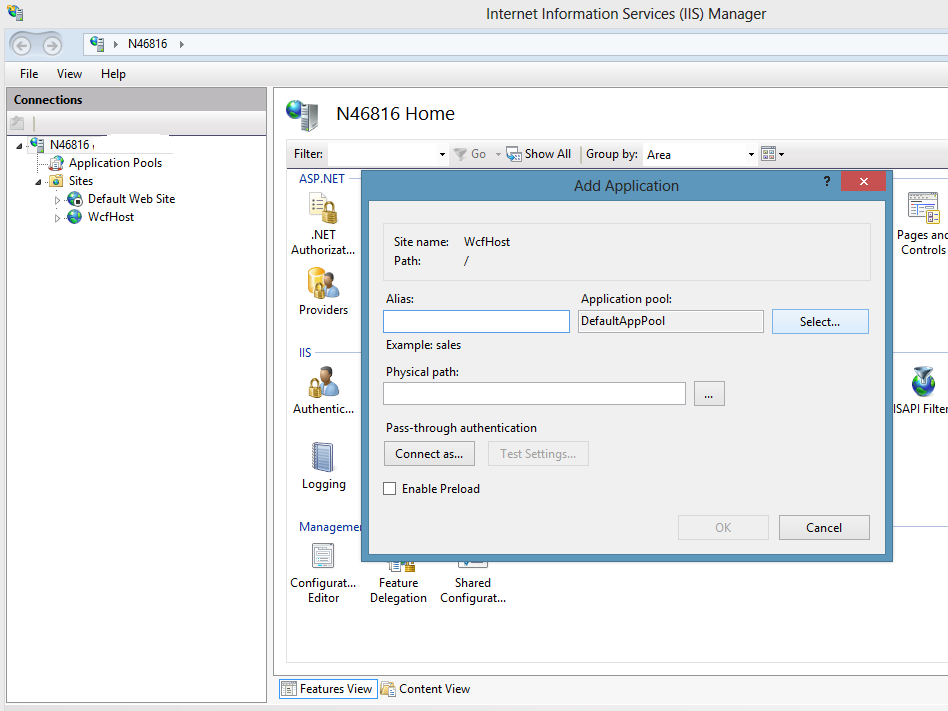 Internet Information Services (IIS) Manager
N46816
File View Help
Connections
N46816
Application Pools
Sites
Default Web Site
WcfHost
N46816 Home
Filter: Go Show All Group by: Area
ASP.NET
.NET
Authorizat...
Providers
IIS
Authentic...
Logging
Managemen
Configurat...
Editor
Feature
Delegation
Shared
Configurat...
Pages and
Controls
ISAPI Filter
Add Application
?
Site name: WcfHost
Path: /
Alias: Application pool:
DefaultAppPool Select...
Example: sales
Physical path:
...
Pass-through authentication
Connect as... Test Settings...
Enable Preload
OK Cancel
Features View Content View